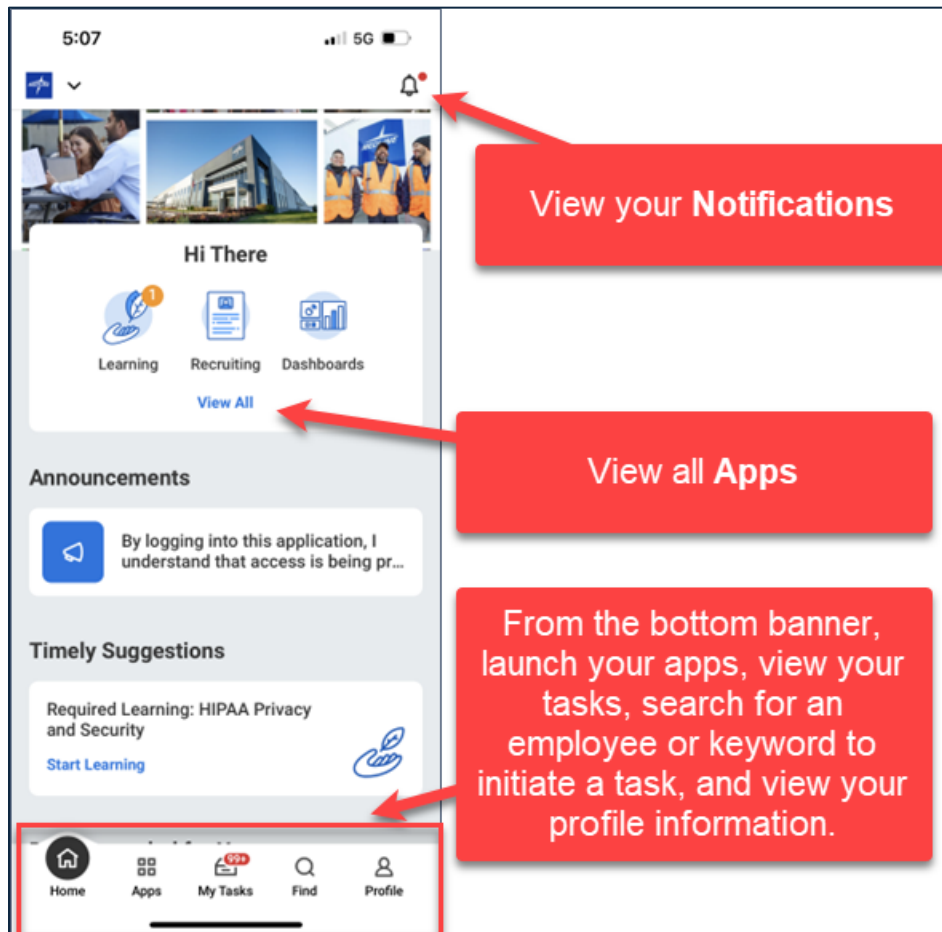 5:07
5G
View your Notifications
Hi There
1
Learning
Recruiting
Dashboards
View All
View all Apps
Announcements
By logging into this application, I
understand that access is being pr...
From the bottom banner,
launch your apps, view your
tasks, search for an
employee or keyword to
initiate a task, and view your
profile information.
Timely Suggestions
Required Learning: HIPAA Privacy
and Security
Start Learning
99+
Home
Apps
My Tasks
Find
Profile